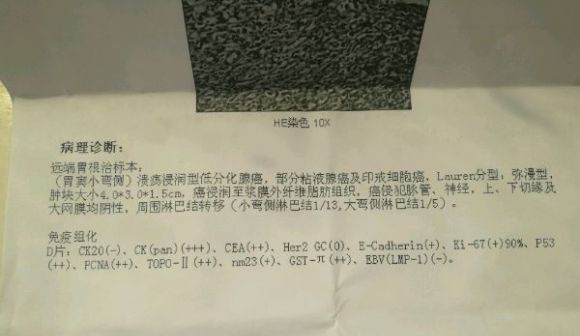 HE染色 10X
病理诊断：
远端胃根治标本：
（胃窦小弯侧）溃疡浸润型低分化腺癌，部分粘液腺癌及印戒细胞癌，Lauren分型：弥漫型，
肿块大小4.0*3.0*1.5cm，癌浸润至浆膜外纤维脂肪组织，癌侵犯脉管、神经，上、下切缘及
大网膜均阴性，周围淋巴结转移（小弯侧淋巴结1/13,大弯侧淋巴结1/5）。
免疫组化
D片：CK20(-)、CK(pan)(+++)、CEA(++)、Her2 GC(0)、E-Cadherin(+)、Ki-67(+)90%、P53
(++)、PCNA(++)、TOPO-Ⅱ(++)、nm23(+)、GST-π(++)、EBV(LMP-1)(-)。